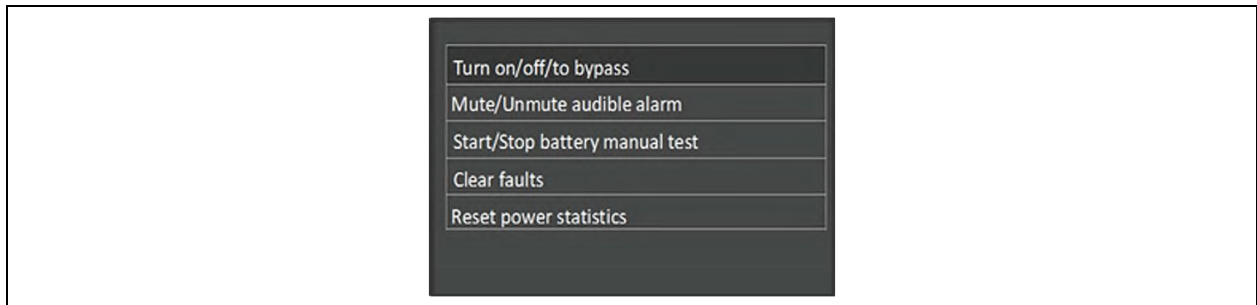 Turn on/off/to bypass
Mute/Unmute audible alarm
Start/Stop battery manual test
Clear faults
Reset power statistics